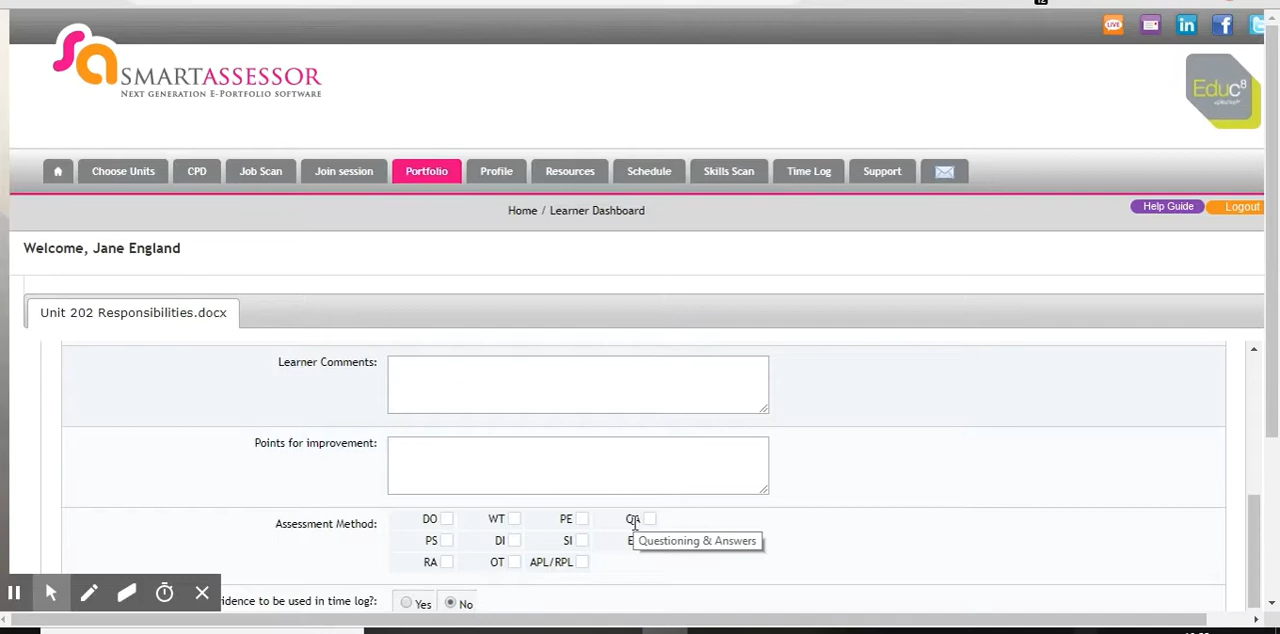 12
LIVE
SMARTASSESSOR
NEXT GENERATION E-PORTFOLIO SOFTWARE
Educ8
Choose Units CPD Job Scan Join session Portfolio Profile Resources Schedule Skills Scan Time Log Support
Home / Learner Dashboard
Help Guide Logout
Welcome, Jane England
Unit 202 Responsibilities.docx
Learner Comments:
Points for improvement:
Assessment Method:
DO WT PE QA
PS DI SI E
Questioning & Answers
RA OT APL/RPL
idence to be used in time log?: Yes No